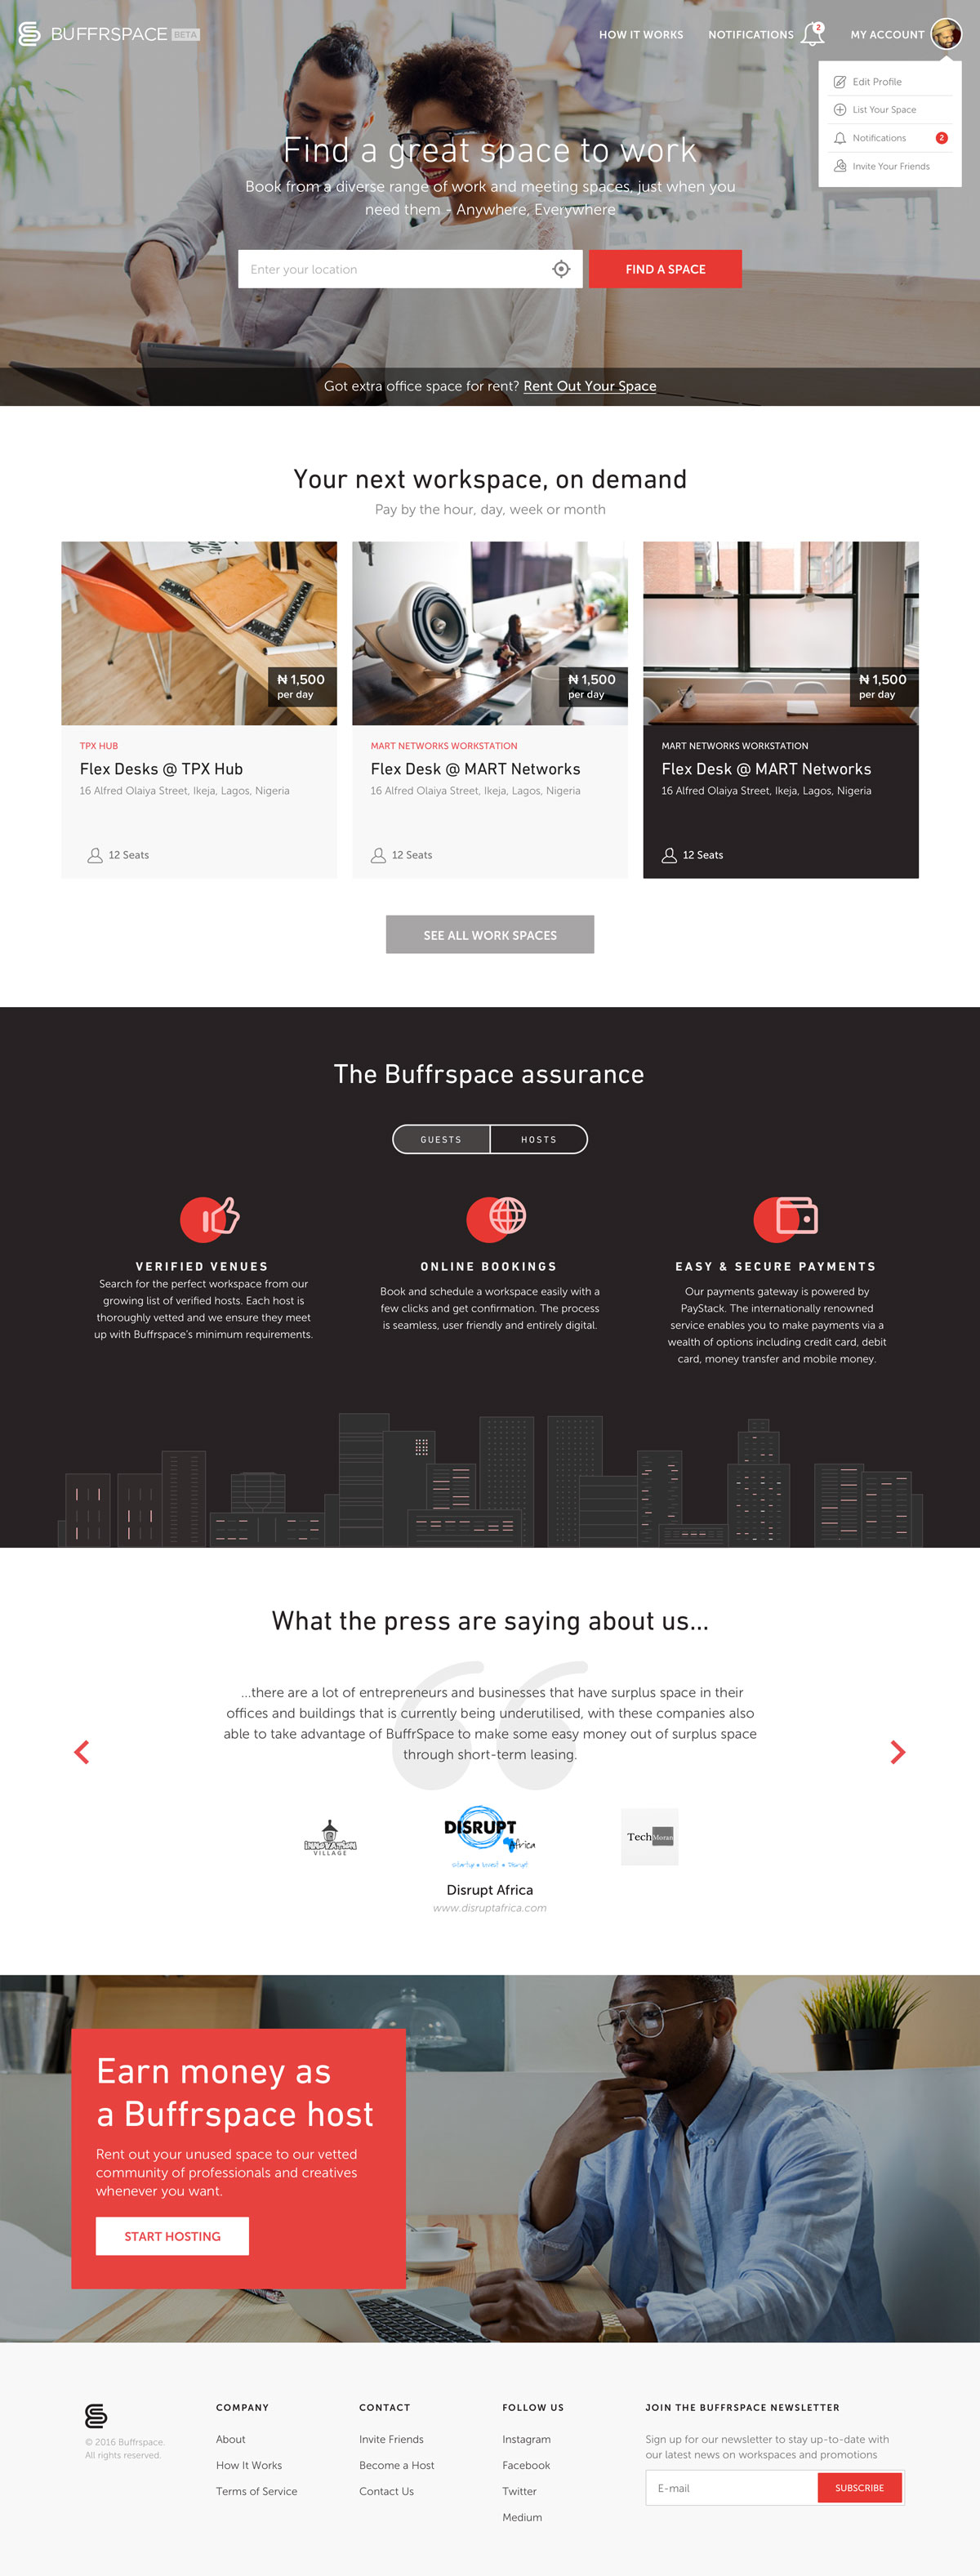 BUFFRSPACE BETA
HOW IT WORKS
NOTIFICATIONS 2
MY ACCOUNT
Edit Profile
List Your Space
Notifications 2
Invite Your Friends
Find a great space to work
Book from a diverse range of work and meeting spaces, just when you
need them - Anywhere, Everywhere
Enter your location
FIND A SPACE
Got extra office space for rent? Rent Out Your Space
Your next workspace, on demand
Pay by the hour, day, week or month
₦ 1,500
per day
TPX HUB
Flex Desks @ TPX Hub
16 Alfred Olaiya Street, Ikeja, Lagos, Nigeria
12 Seats
₦ 1,500
per day
MART NETWORKS WORKSTATION
Flex Desk @ MART Networks
16 Alfred Olaiya Street, Ikeja, Lagos, Nigeria
12 Seats
₦ 1,500
per day
MART NETWORKS WORKSTATION
Flex Desk @ MART Networks
16 Alfred Olaiya Street, Ikeja, Lagos, Nigeria
12 Seats
SEE ALL WORK SPACES
The Buffrspace assurance
GUESTS
HOSTS
VERIFIED VENUES
Search for the perfect workspace from our
growing list of verified hosts. Each host is
thoroughly vetted and we ensure they meet
up with Buffrspace's minimum requirements.
ONLINE BOOKINGS
Book and schedule a workspace easily with a
few clicks and get confirmation. The process
is seamless, user friendly and entirely digital.
EASY & SECURE PAYMENTS
Our payments gateway is powered by
PayStack. The internationally renowned
service enables you to make payments via a
wealth of options including credit card, debit
card, money transfer and mobile money.
What the press are saying about us...
...there are a lot of entrepreneurs and businesses that have surplus space in their
offices and buildings that is currently being underutilised, with these companies also
able to take advantage of BuffrSpace to make some easy money out of surplus space
through short-term leasing.
INNOVATION
VILLAGE
DISRUPT
Africa
startup • invest • Disrupt
TechMoran
Disrupt Africa
www.disruptafrica.com
Earn money as
a Buffrspace host
Rent out your unused space to our vetted
community of professionals and creatives
whenever you want.
START HOSTING
© 2016 Buffrspace.
All rights reserved.
COMPANY
About
How It Works
Terms of Service
CONTACT
Invite Friends
Become a Host
Contact Us
FOLLOW US
Instagram
Facebook
Twitter
Medium
JOIN THE BUFFRSPACE NEWSLETTER
Sign up for our newsletter to stay up-to-date with
our latest news on workspaces and promotions
E-mail
SUBSCRIBE